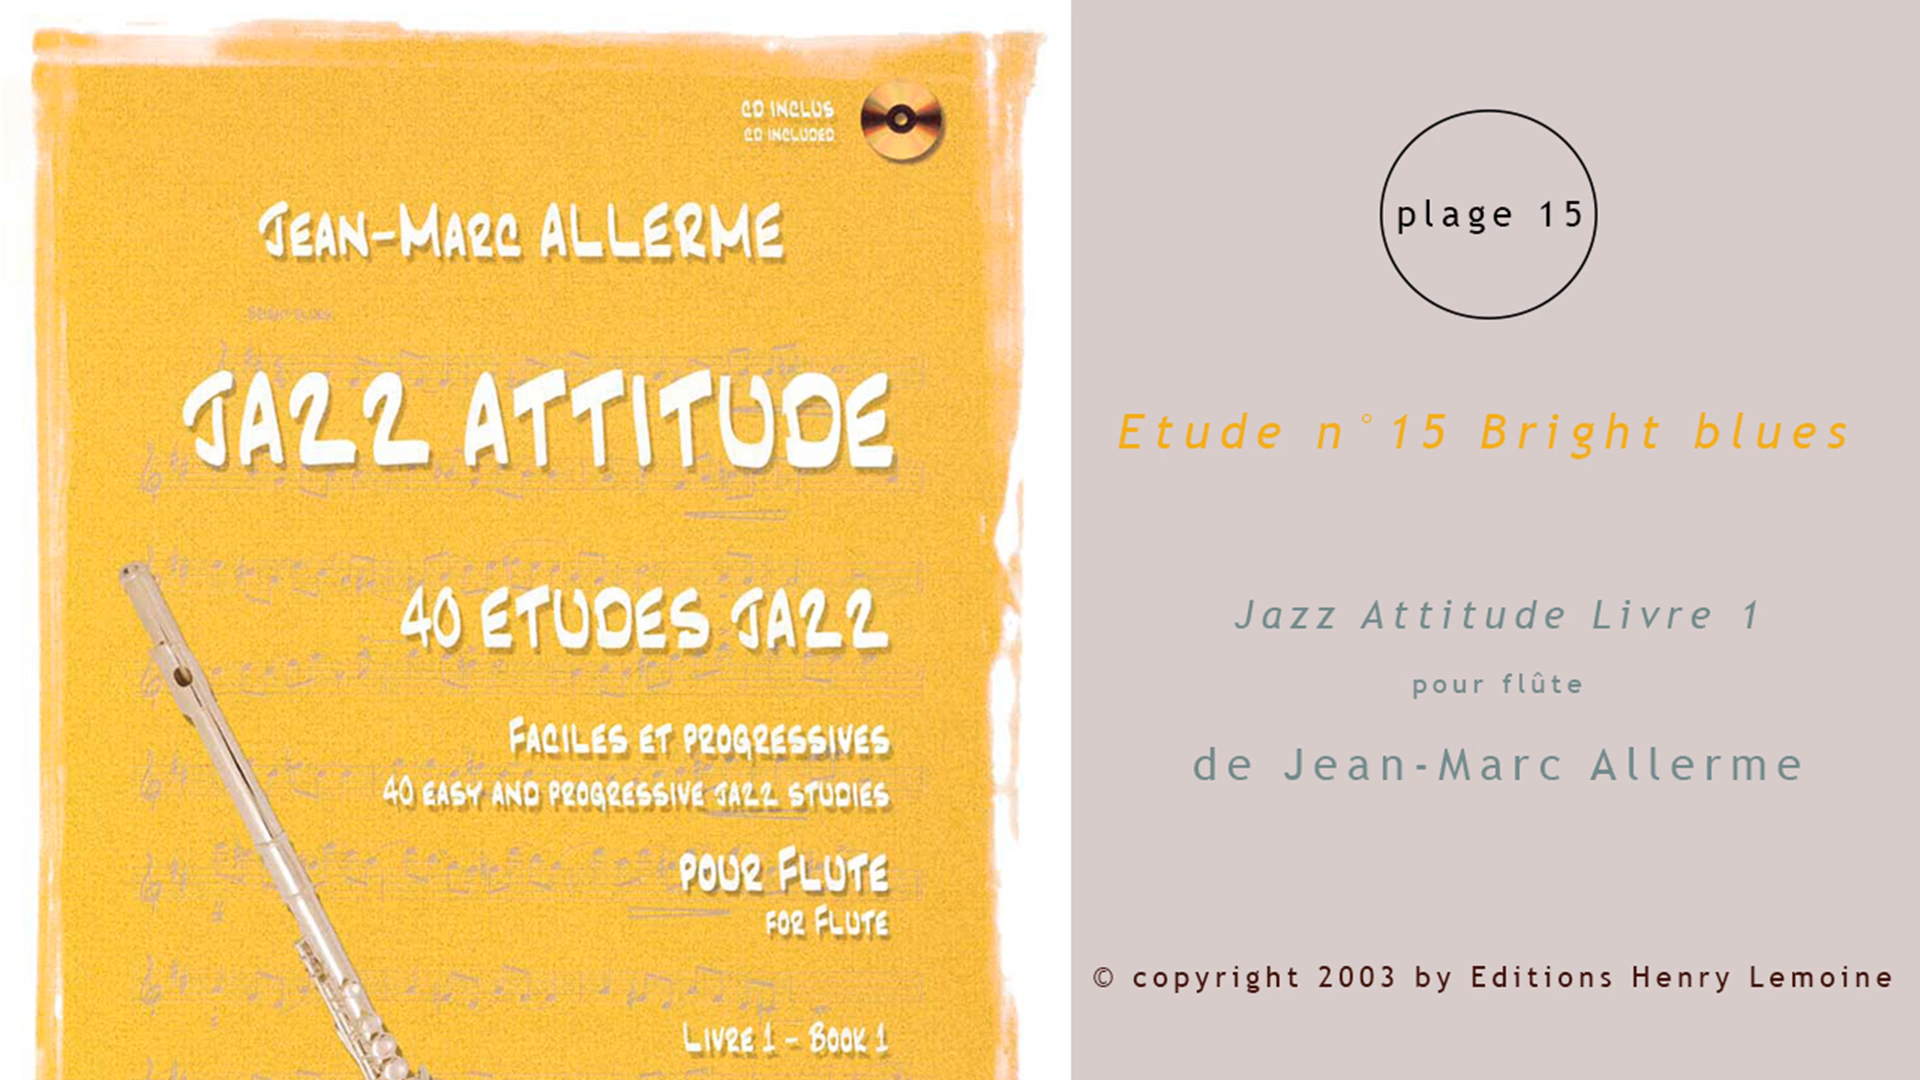 CD INCLUS
CD INCLUDED
JEAN-MARC ALLERME
BRIGHT BLUES
JAZZ ATTITUDE
40 ETUDES JAZZ
FACILES ET PROGRESSIVES
40 EASY AND PROGRESSIVE JAZZ STUDIES
POUR FLUTE
FOR FLUTE
LIVRE 1 - BOOK 1
plage 15
Etude n°15 Bright blues
Jazz Attitude Livre 1
pour flûte
de Jean-Marc Allerme
© copyright 2003 by Editions Henry Lemoine